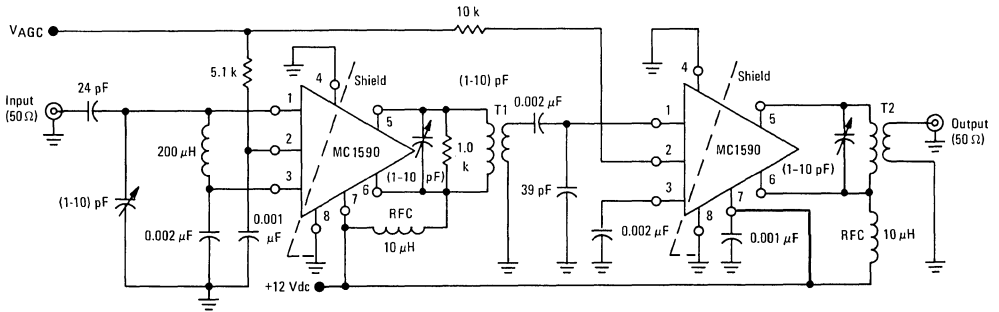 VAGC
10 k
5.1 k
24 pF
Input
(50 Ω)
200 μH
(1-10) pF
0.002 μF
0.001
μF
1
2
3
4
Shield
MC1590
5
6
7
8
(1-10 pF)
1.0
k
RFC
10 μH
+12 Vdc
(1-10) pF
T1
0.002 μF
39 pF
1
2
3
4
Shield
MC1590
5
6
7
8
0.002 μF
0.001 μF
(1-10 pF)
T2
Output
(50 Ω)
RFC
10 μH